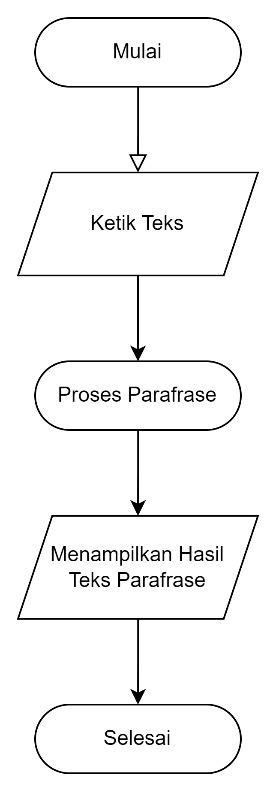 Mulai
Ketik Teks
Proses Parafrase
Menampilkan Hasil
Teks Parafrase
Selesai